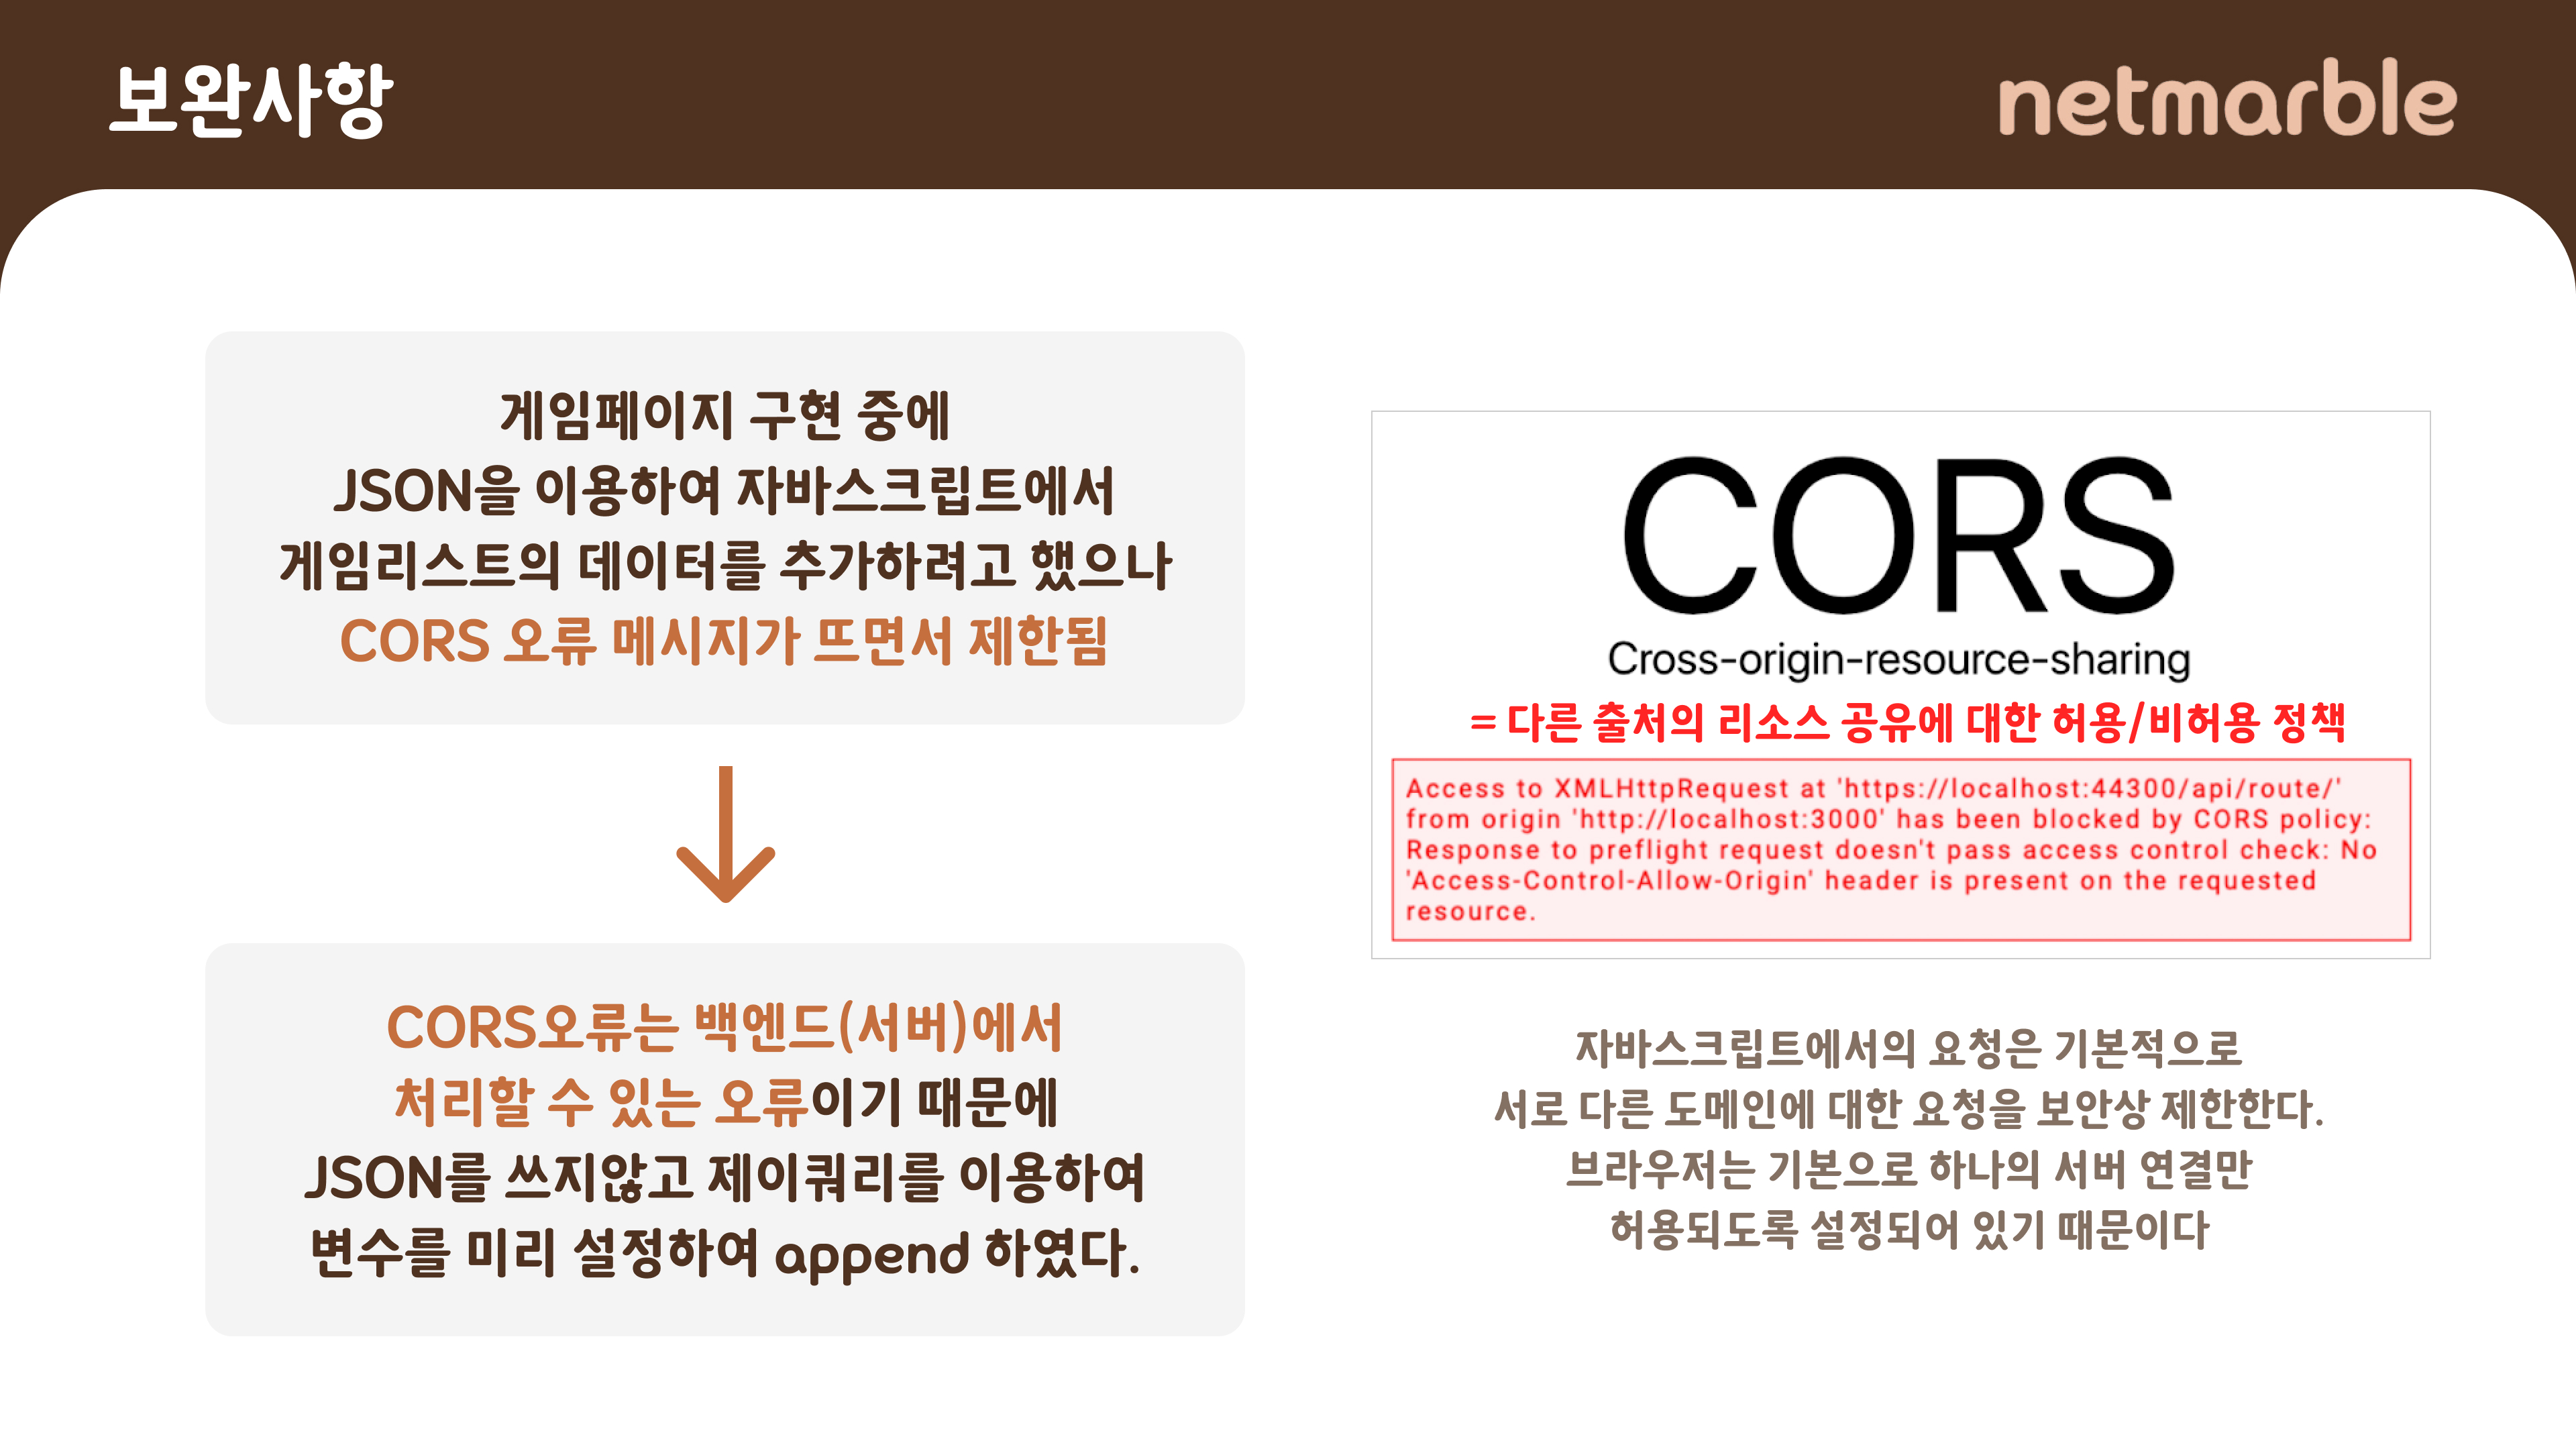 보완사항
netmarble
게임페이지 구현 중에
JSON을 이용하여 자바스크립트에서
게임리스트의 데이터를 추가하려고 했으나
CORS 오류 메시지가 뜨면서 제한됨
CORS오류는 백엔드(서버)에서
처리할 수 있는 오류이기 때문에
JSON를 쓰지않고 제이쿼리를 이용하여
변수를 미리 설정하여 append 하였다.
CORS
Cross-origin-resource-sharing
= 다른 출처의 리소스 공유에 대한 허용/비허용 정책
Access to XMLHttpRequest at 'https://localhost:44300/api/route/'
from origin 'http://localhost:3000' has been blocked by CORS policy:
Response to preflight request doesn't pass access control check: No
'Access-Control-Allow-Origin' header is present on the requested
resource.
자바스크립트에서의 요청은 기본적으로
서로 다른 도메인에 대한 요청을 보안상 제한한다.
브라우저는 기본으로 하나의 서버 연결만
허용되도록 설정되어 있기 때문이다